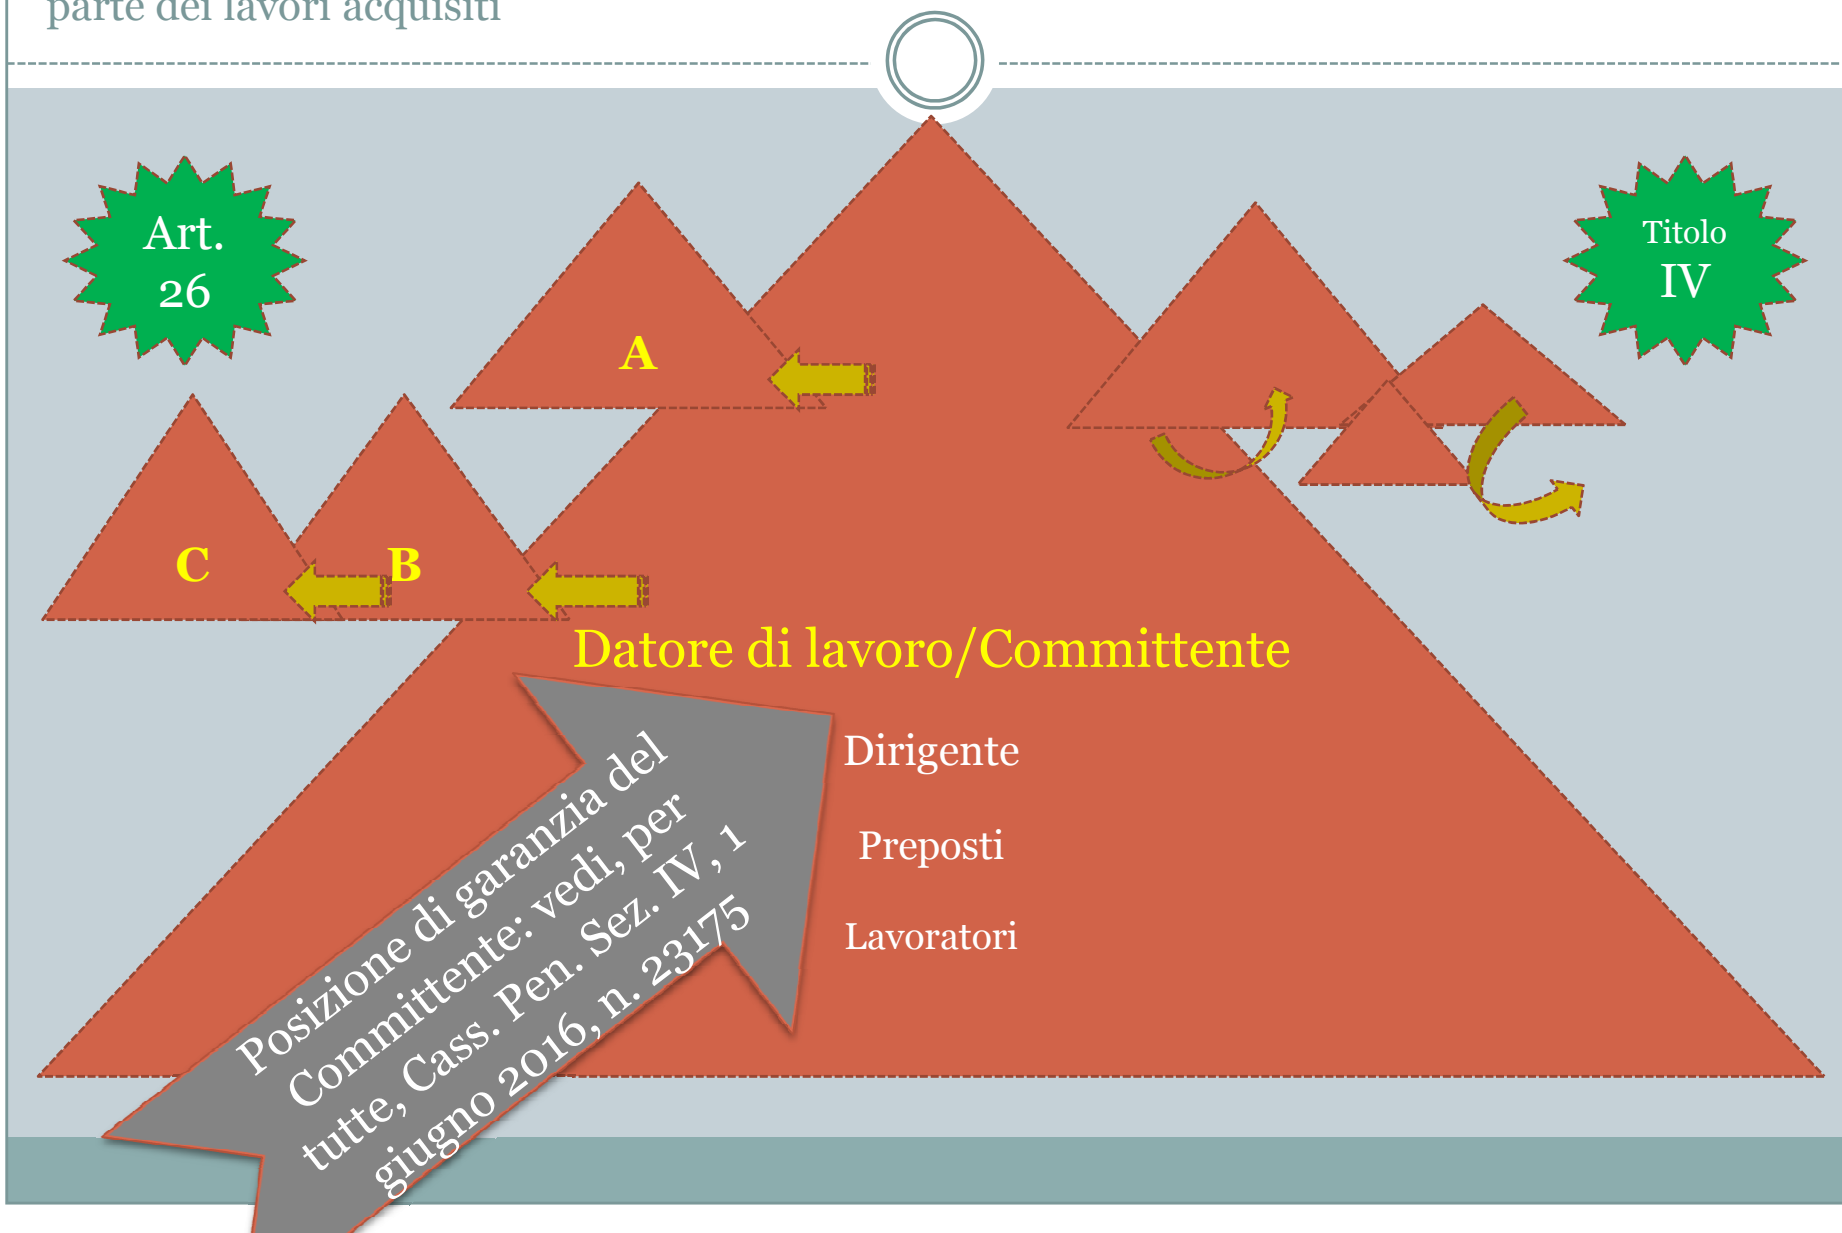 parte dei lavori acquisiti
Art.
26
Titolo
IV
A
C
B
Datore di lavoro/Committente
Dirigente
Preposti
Lavoratori
Posizione di garanzia del
Committente: vedi, per
tutte, Cass. Pen. Sez. IV, 1
giugno 2016, n. 23175